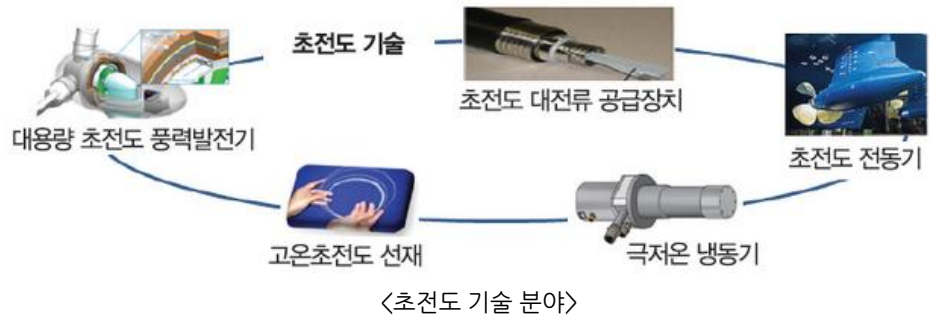 초전도 기술
초전도 대전류 공급장치
대용량 초전도 풍력발전기
초전도 전동기
고온초전도 선재
극저온 냉동기
<초전도 기술 분야>